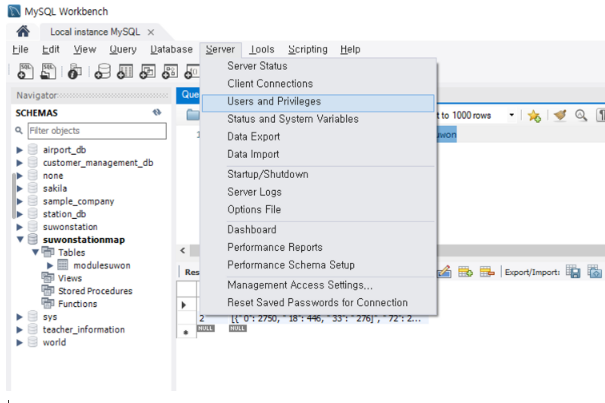 MySQL Workbench
Local instance MySQL
File Edit View Query Database Server Tools Scripting Help
Navigator
SCHEMAS
Filter objects
airport_db
customer_management_db
none
sakila
sample_company
station_db
suwonstation
suwonstationmap
Tables
modulesuwon
Views
Stored Procedures
Functions
sys
teacher_information
world
Server Status
Client Connections
Users and Privileges
Status and System Variables
Data Export
Data Import
Startup/Shutdown
Server Logs
Options File
Dashboard
Performance Reports
Performance Schema Setup
Management Access Settings...
Reset Saved Passwords for Connection
Que
t to 1000 rows
1
won
Res
Export/Import:
2 [{"0": 2750, "18": 446, "33": "276}, "72": 2...
NULL NULL